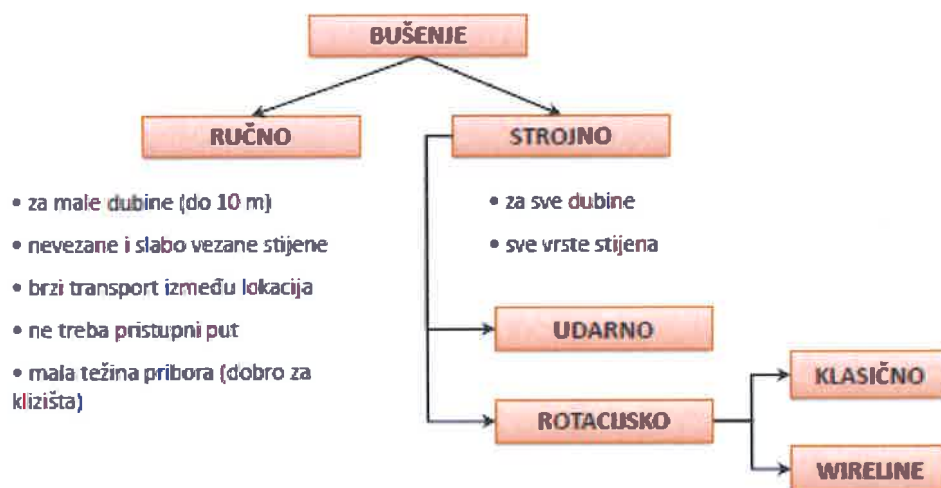 BUŠENJE
RUČNO
STROJNO
• za male dubine (do 10 m)
• nevezane i slabo vezane stijene
• brzi transport između lokacija
• ne treba pristupni put
• mala težina pribora (dobro za
klizišta)
• za sve dubine
• sve vrste stijena
UDARNO
ROTACIJSKO
KLASIČNO
WIRELINE